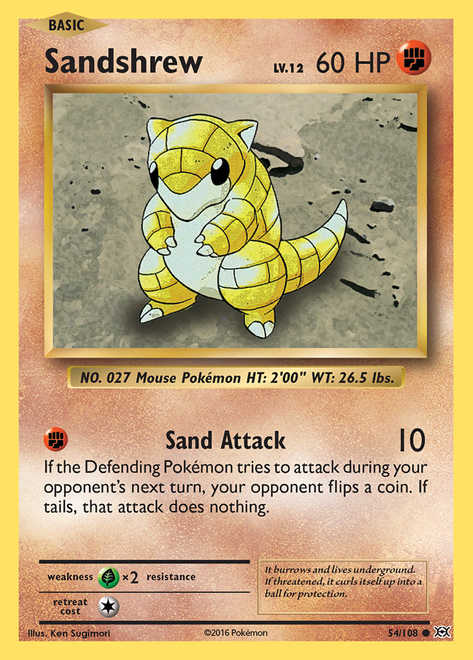 BASIC
Sandshrew LV.12 60 HP
NO. 027 Mouse Pokémon HT: 2'00" WT: 26.5 lbs.
Sand Attack 10
If the Defending Pokémon tries to attack during your
opponent's next turn, your opponent flips a coin. If
tails, that attack does nothing.
weakness ×2 resistance
retreat
cost
It burrows and lives underground.
If threatened, it curls itself up into a
ball for protection.
Illus. Ken Sugimori ©2016 Pokémon 54/108